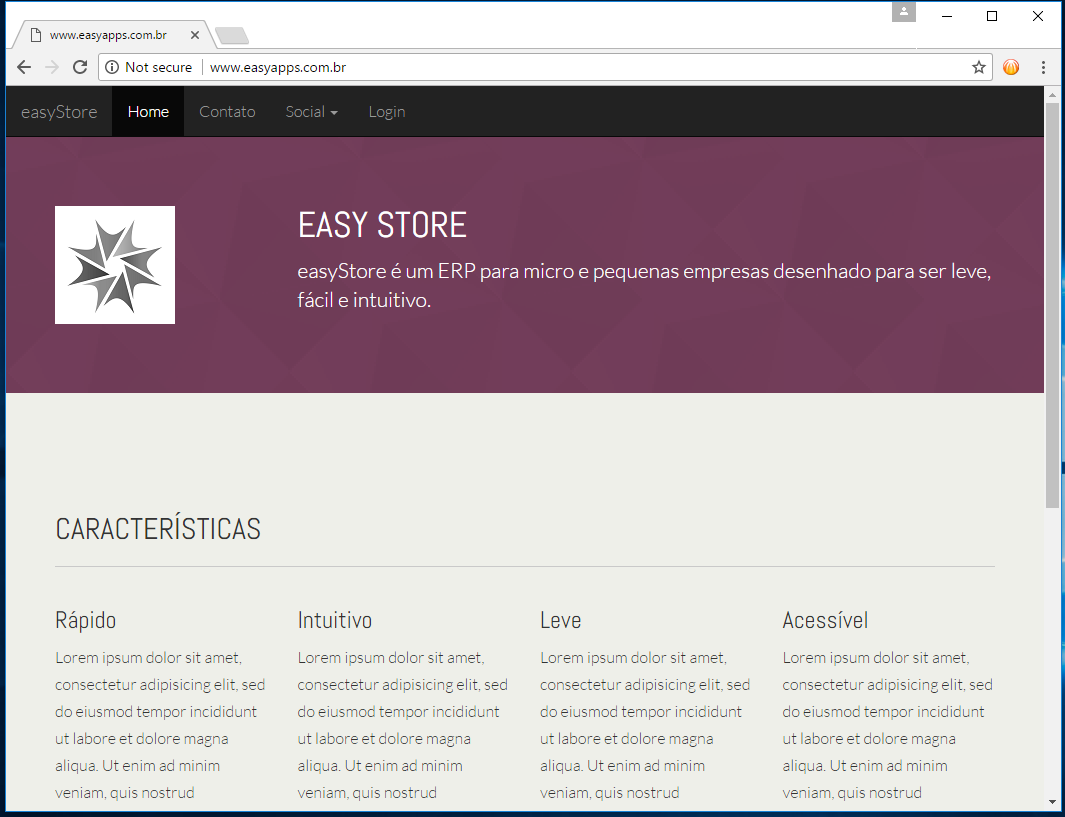 www.easyapps.com.br
Not secure www.easyapps.com.br
easyStore Home Contato Social Login
EASY STORE
easyStore é um ERP para micro e pequenas empresas desenhado para ser leve,
fácil e intuitivo.
CARACTERÍSTICAS
Rápido
Lorem ipsum dolor sit amet,
consectetur adipisicing elit, sed
do eiusmod tempor incididunt
ut labore et dolore magna
aliqua. Ut enim ad minim
veniam, quis nostrud
Intuitivo
Lorem ipsum dolor sit amet,
consectetur adipisicing elit, sed
do eiusmod tempor incididunt
ut labore et dolore magna
aliqua. Ut enim ad minim
veniam, quis nostrud
Leve
Lorem ipsum dolor sit amet,
consectetur adipisicing elit, sed
do eiusmod tempor incididunt
ut labore et dolore magna
aliqua. Ut enim ad minim
veniam, quis nostrud
Acessível
Lorem ipsum dolor sit amet,
consectetur adipisicing elit, sed
do eiusmod tempor incididunt
ut labore et dolore magna
aliqua. Ut enim ad minim
veniam, quis nostrud